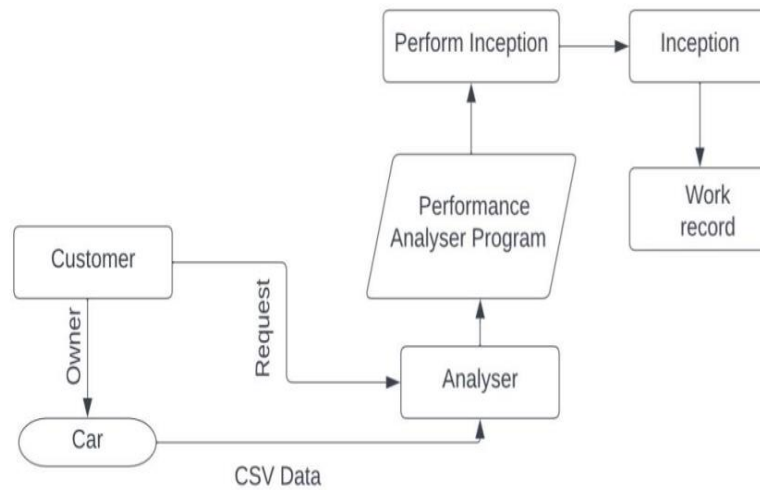 Perform Inception
Inception
Performance
Analyser Program
Work
record
Customer
Owner
Request
Analyser
Car
CSV Data